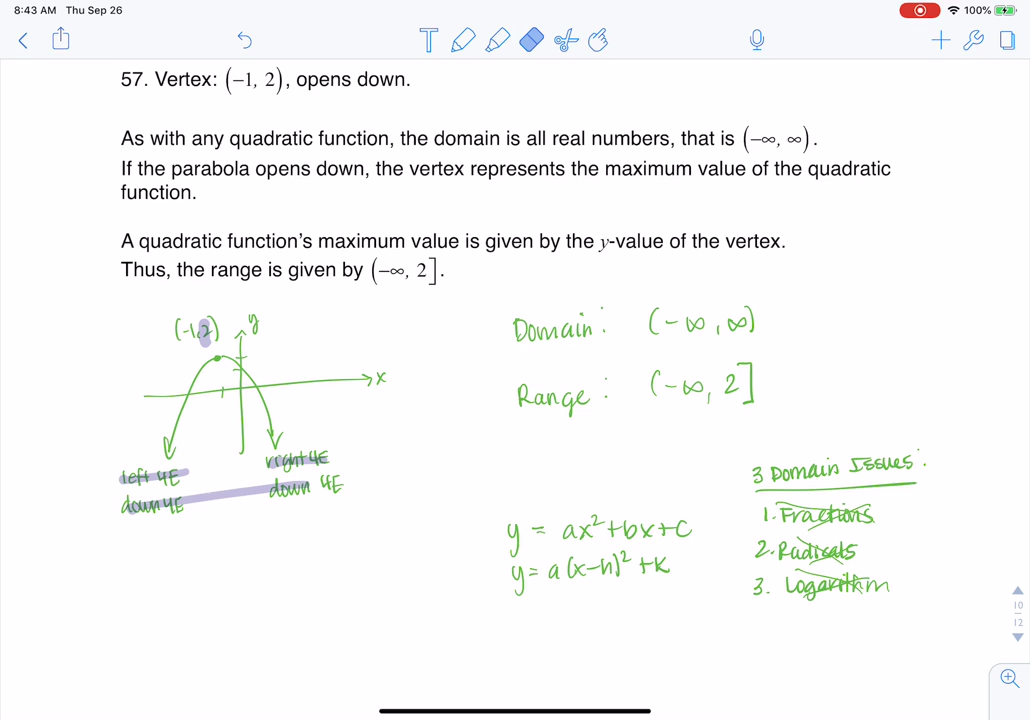 8:43 AM Thu Sep 26
100%
T
57. Vertex: (−1, 2), opens down.
As with any quadratic function, the domain is all real numbers, that is (−∞, ∞).
If the parabola opens down, the vertex represents the maximum value of the quadratic
function.
A quadratic function's maximum value is given by the y-value of the vertex.
Thus, the range is given by (−∞, 2].
(-1,2)
y
x
left 4E
down 4E
right 4E
down 4E
Domain: (-∞,∞)
Range: (-∞, 2]
3 Domain Issues:
1. Fractions
2. Radicals
3. Logarithm
y = ax²+bx+c
y = a(x-h)²+k
10
12